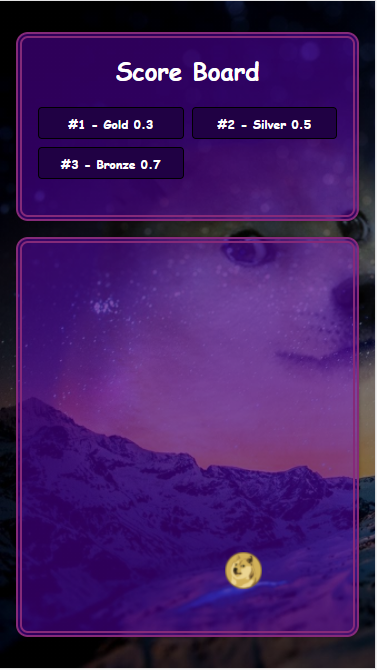 Score Board
#1 - Gold 0.3
#2 - Silver 0.5
#3 - Bronze 0.7